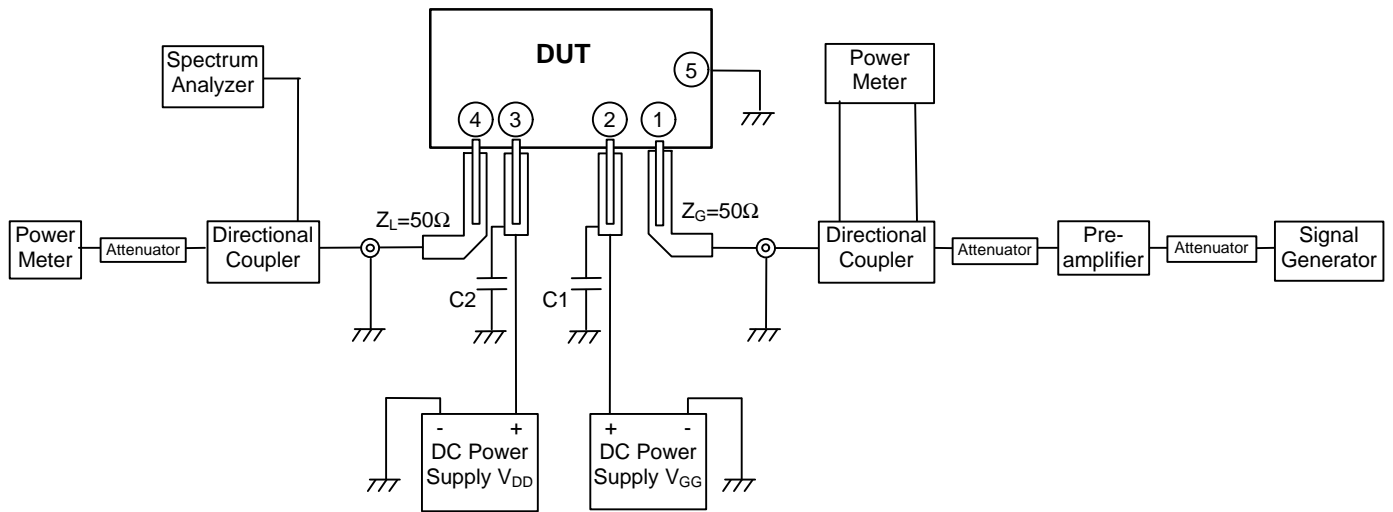 DUT
5
4
3
2
1
Spectrum
Analyzer
Power
Meter
Z_L=50Ω
Z_G=50Ω
Power
Meter
Attenuator
Directional
Coupler
Directional
Coupler
Attenuator
Pre-
amplifier
Attenuator
Signal
Generator
C2
C1
- +
DC Power
Supply V_DD
+ -
DC Power
Supply V_GG